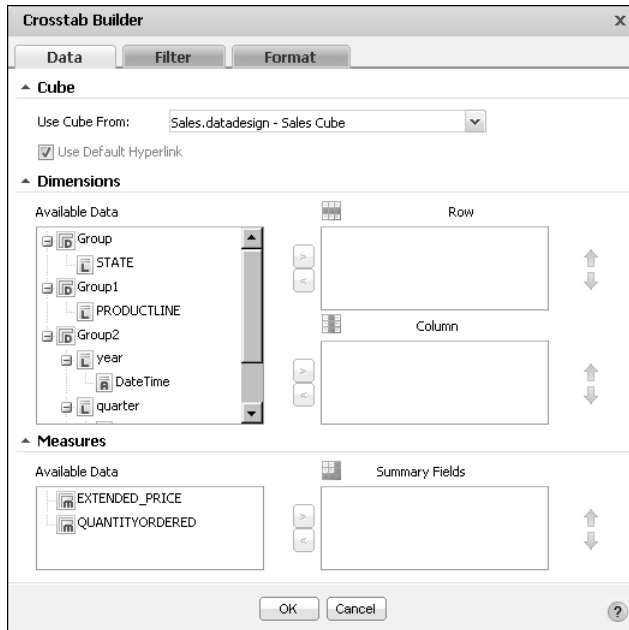 Crosstab Builder x
Data Filter Format
Cube
Use Cube From: Sales.datadesign - Sales Cube
Use Default Hyperlink
Dimensions
Available Data
Group
STATE
Group1
PRODUCTLINE
Group2
year
DateTime
quarter
Row
> 
<
Column
>
<
Measures
Available Data
EXTENDED_PRICE
QUANTITYORDERED
Summary Fields
>
<
OK Cancel ?